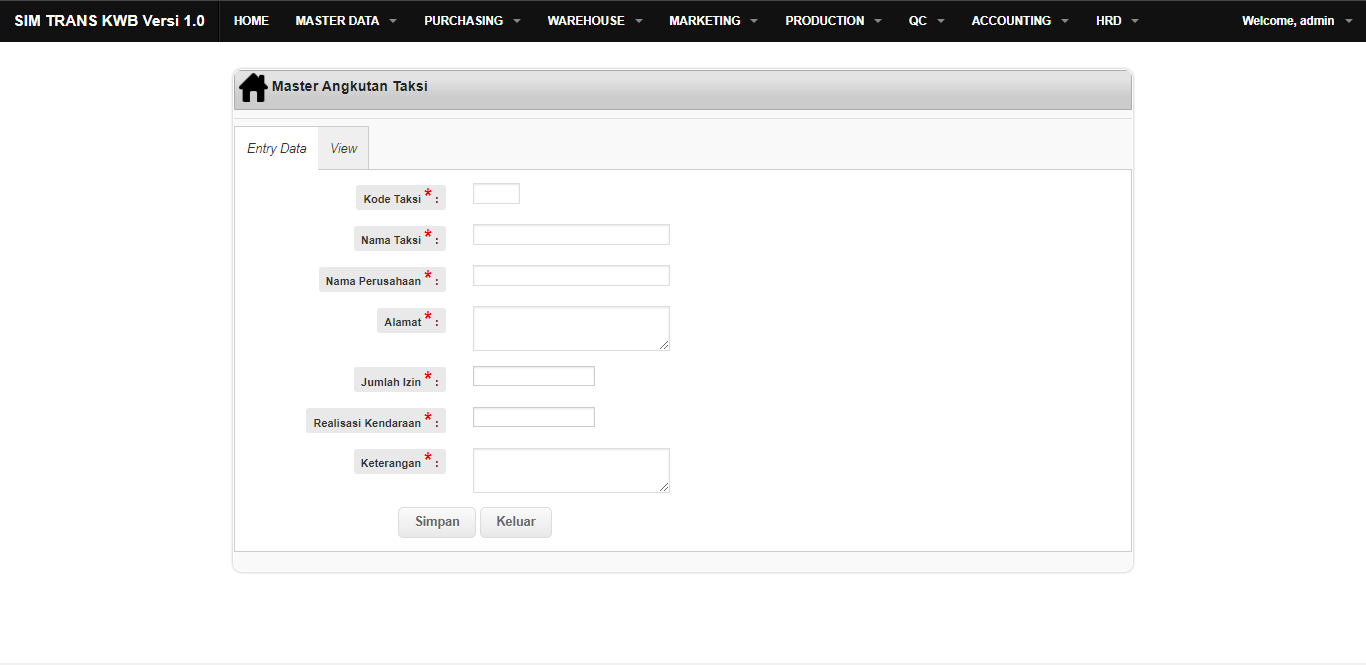 SIM TRANS KWB Versi 1.0 HOME MASTER DATA PURCHASING WAREHOUSE MARKETING PRODUCTION QC ACCOUNTING HRD Welcome, admin
Master Angkutan Taksi
Entry Data View
Kode Taksi * :
Nama Taksi * :
Nama Perusahaan * :
Alamat * :
Jumlah Izin * :
Realisasi Kendaraan * :
Keterangan * :
Simpan Keluar